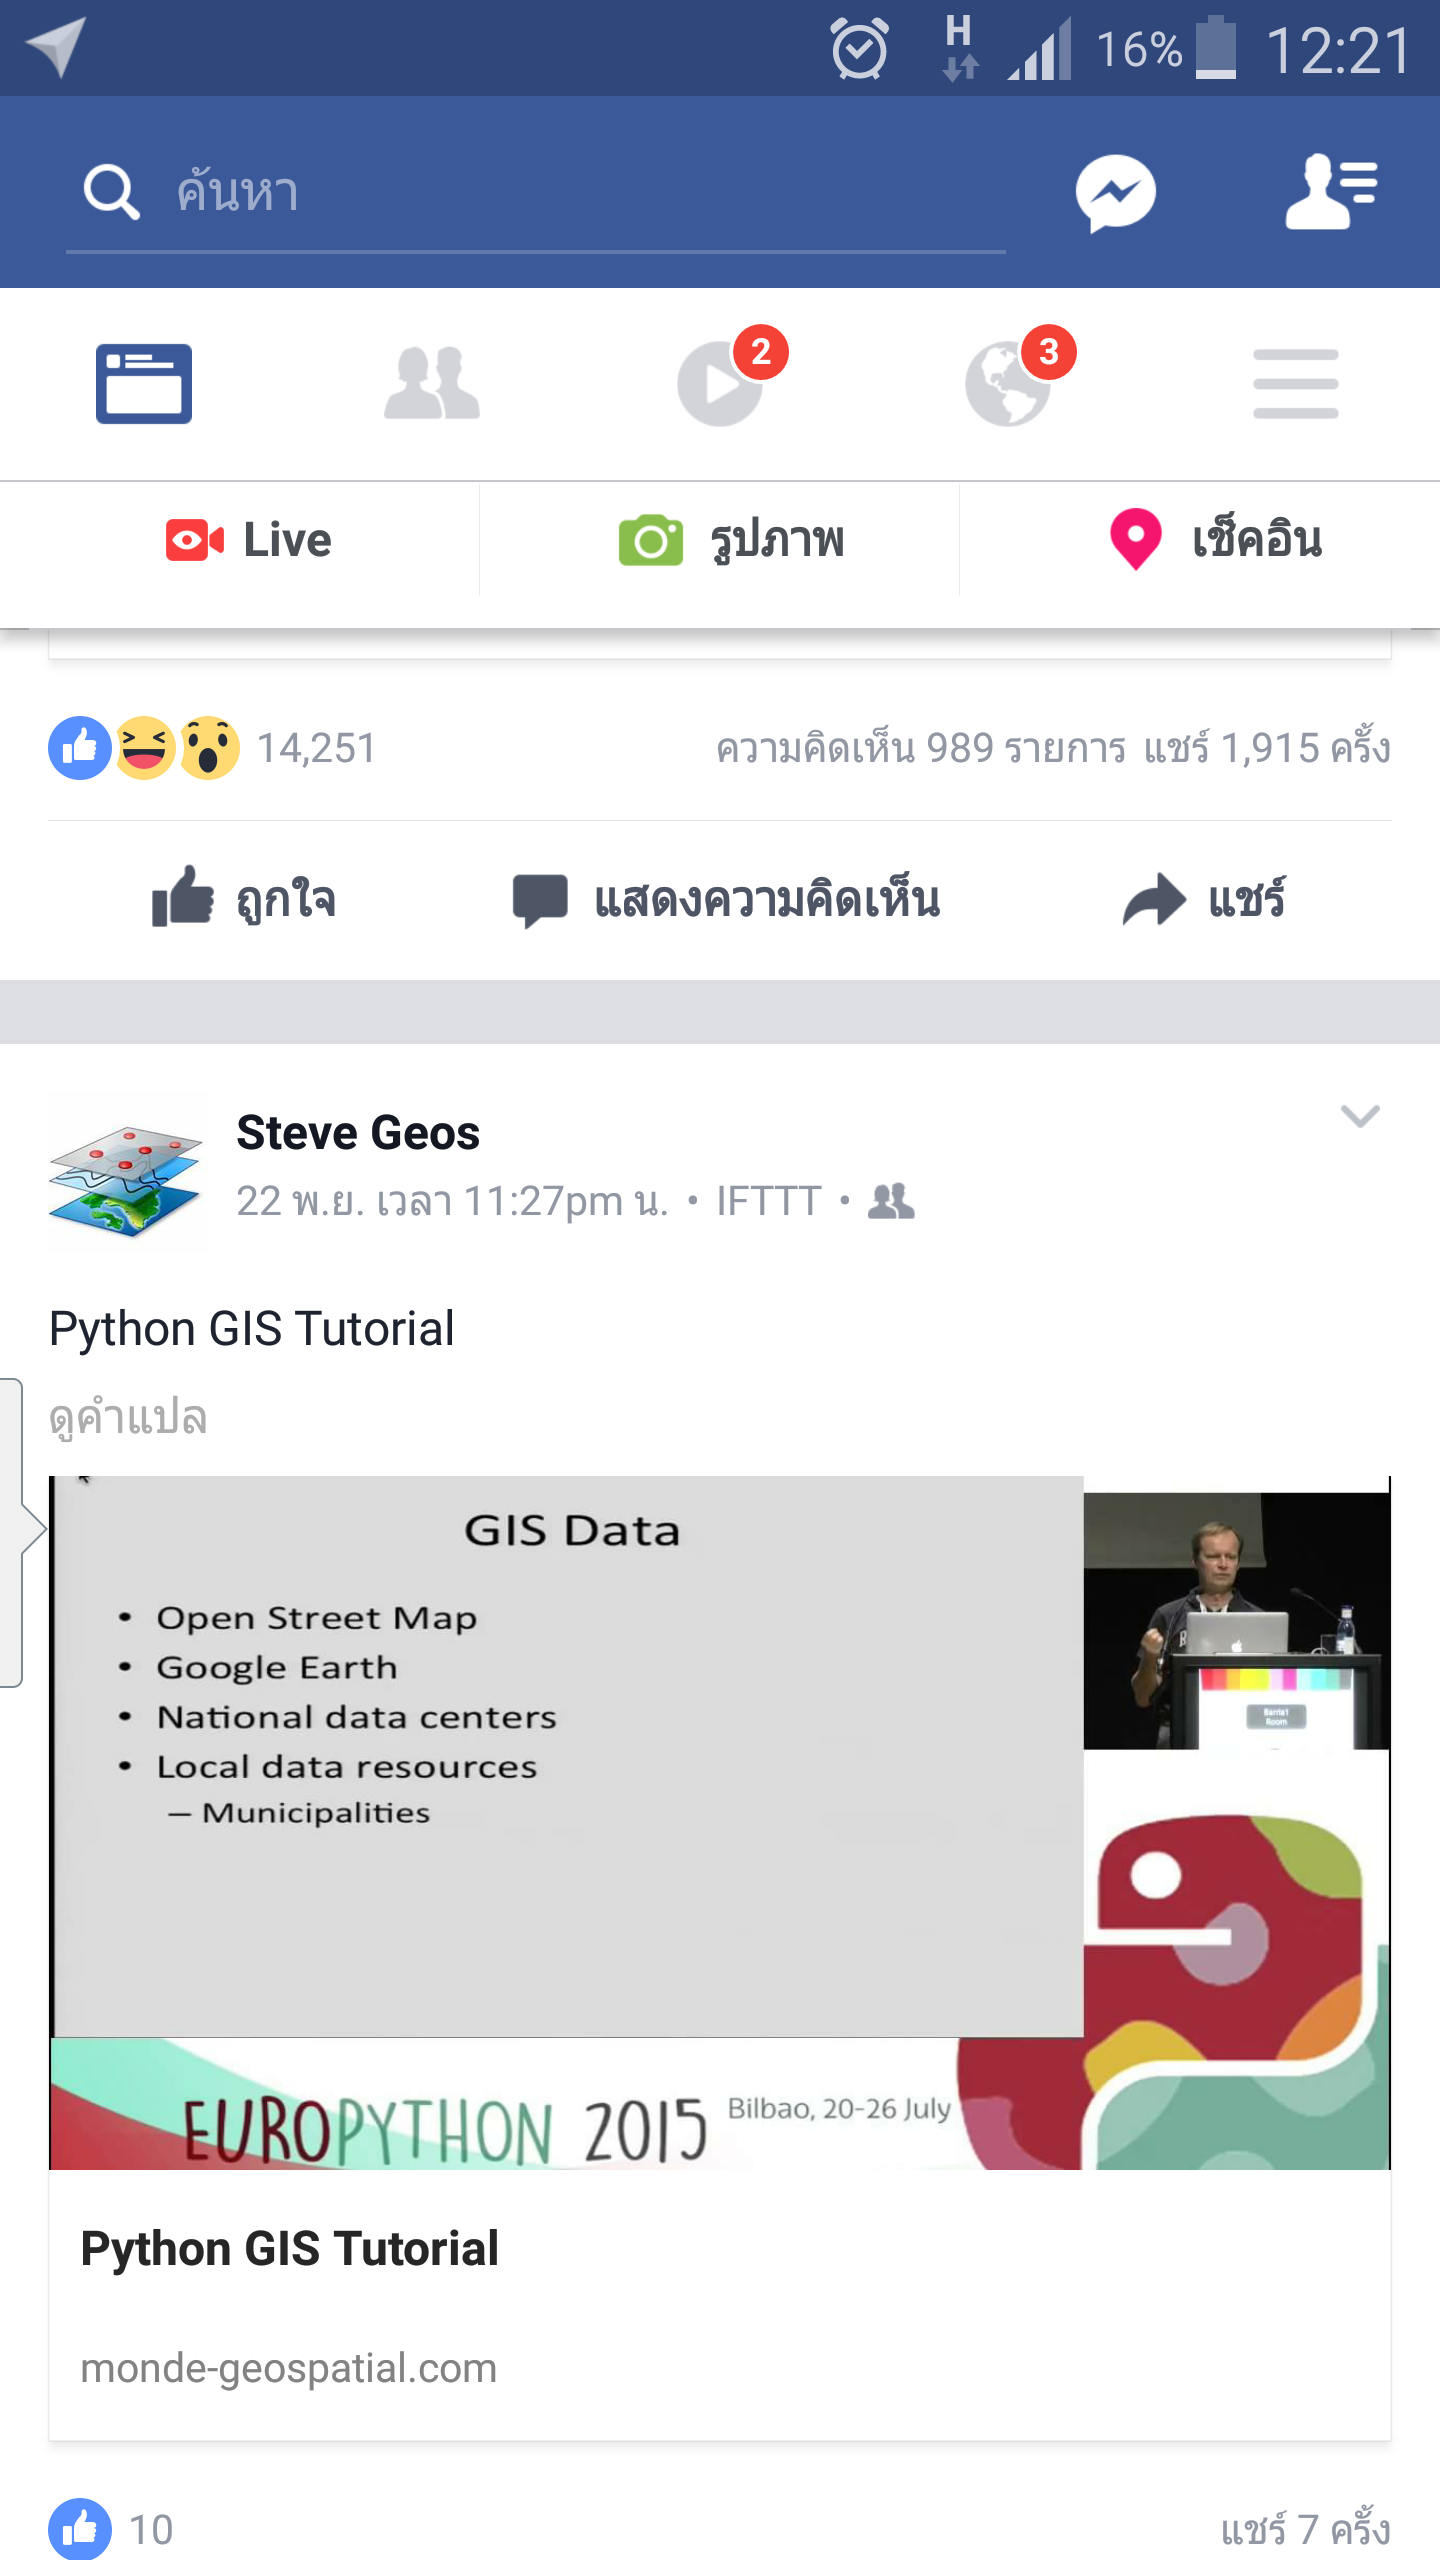 H 16% 12:21
ค้นหา
2 3
Live รูปภาพ เช็คอิน
14,251 ความคิดเห็น 989 รายการ แชร์ 1,915 ครั้ง
ถูกใจ แสดงความคิดเห็น แชร์
Steve Geos
22 พ.ย. เวลา 11:27pm น. • IFTTT •
Python GIS Tutorial
ดูคำแปล
GIS Data
• Open Street Map
• Google Earth
• National data centers
• Local data resources
– Municipalities
Barria1
Room
EUROPYTHON 2015 Bilbao, 20-26 July
Python GIS Tutorial
monde-geospatial.com
10 แชร์ 7 ครั้ง